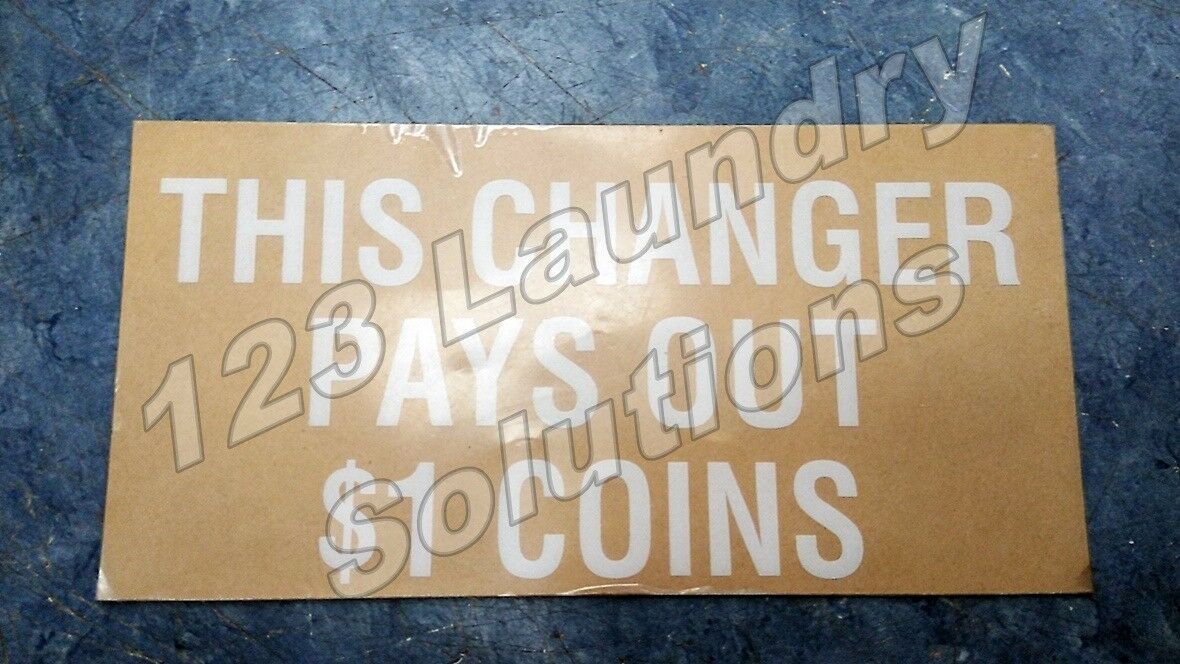 THIS CHANGER
PAYS OUT
$1 COINS
123 Laundry
Solutions